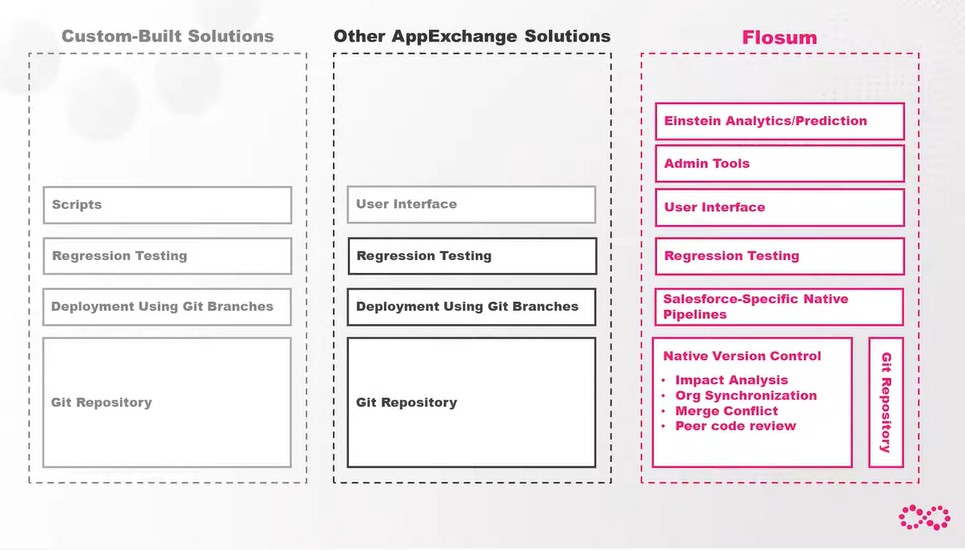 Custom-Built Solutions
Scripts
Regression Testing
Deployment Using Git Branches
Git Repository
Other AppExchange Solutions
User Interface
Regression Testing
Deployment Using Git Branches
Git Repository
Flosum
Einstein Analytics/Prediction
Admin Tools
User Interface
Regression Testing
Salesforce-Specific Native
Pipelines
Native Version Control
• Impact Analysis
• Org Synchronization
• Merge Conflict
• Peer code review
Git Repository